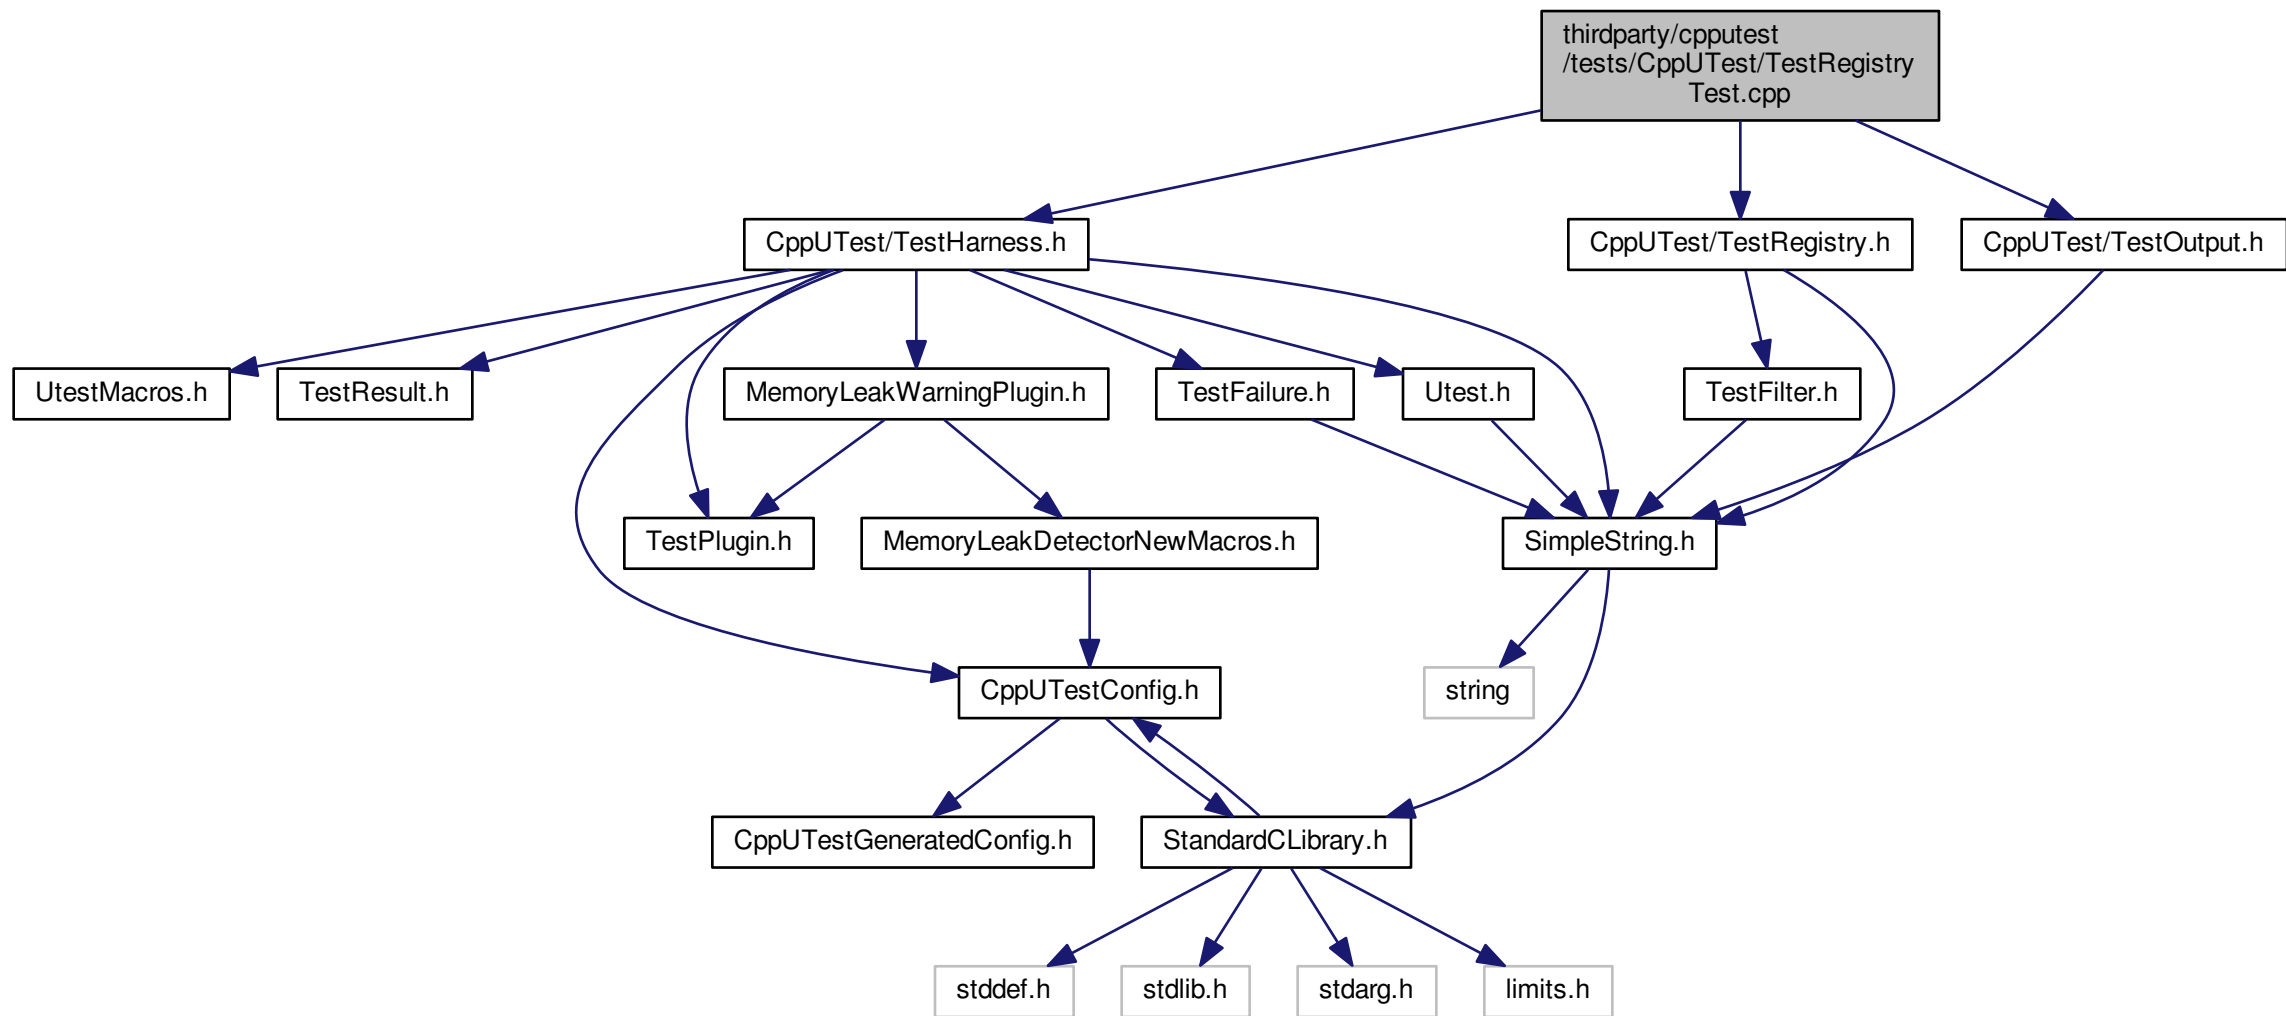 thirdparty/cpputest
/tests/CppUTest/TestRegistry
Test.cpp
CppUTest/TestHarness.h
CppUTest/TestRegistry.h
CppUTest/TestOutput.h
UtestMacros.h
TestResult.h
MemoryLeakWarningPlugin.h
TestFailure.h
Utest.h
TestFilter.h
TestPlugin.h
MemoryLeakDetectorNewMacros.h
SimpleString.h
CppUTestConfig.h
string
CppUTestGeneratedConfig.h
StandardCLibrary.h
stddef.h
stdlib.h
stdarg.h
limits.h